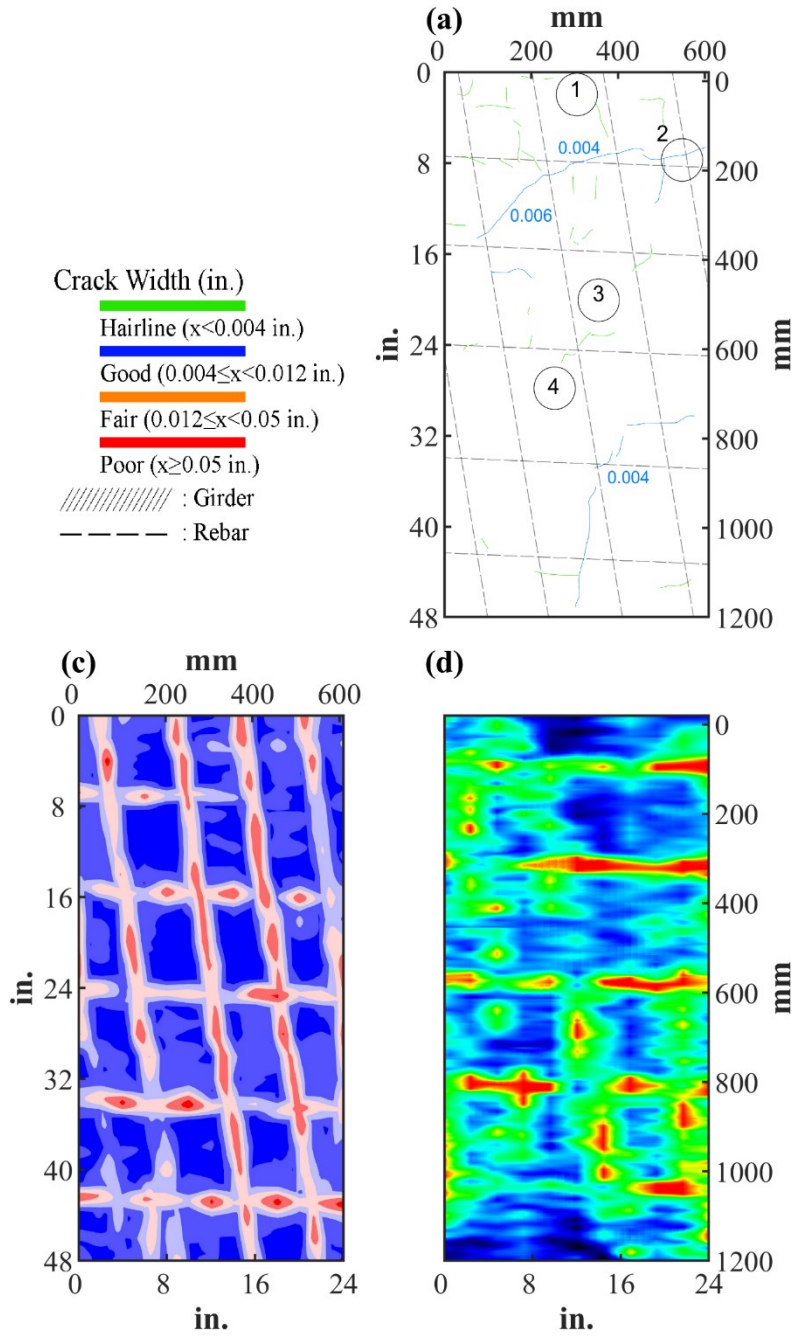 mm
(a) 0 200 400 600
0
8
16
24
32
40
48
in.
0
200
400
600
800
1000
1200
mm
1
2
3
4
0.004
0.006
0.004
Crack Width (in.)
Hairline (x<0.004 in.)
Good (0.004≤x<0.012 in.)
Fair (0.012≤x<0.05 in.)
Poor (x≥0.05 in.)
: Girder
: Rebar
(c) mm
0 200 400 600
0
8
16
24
32
40
48
in.
0 8 16 24
in.
(d)
0
200
400
600
800
1000
1200
mm
0 8 16 24
in.